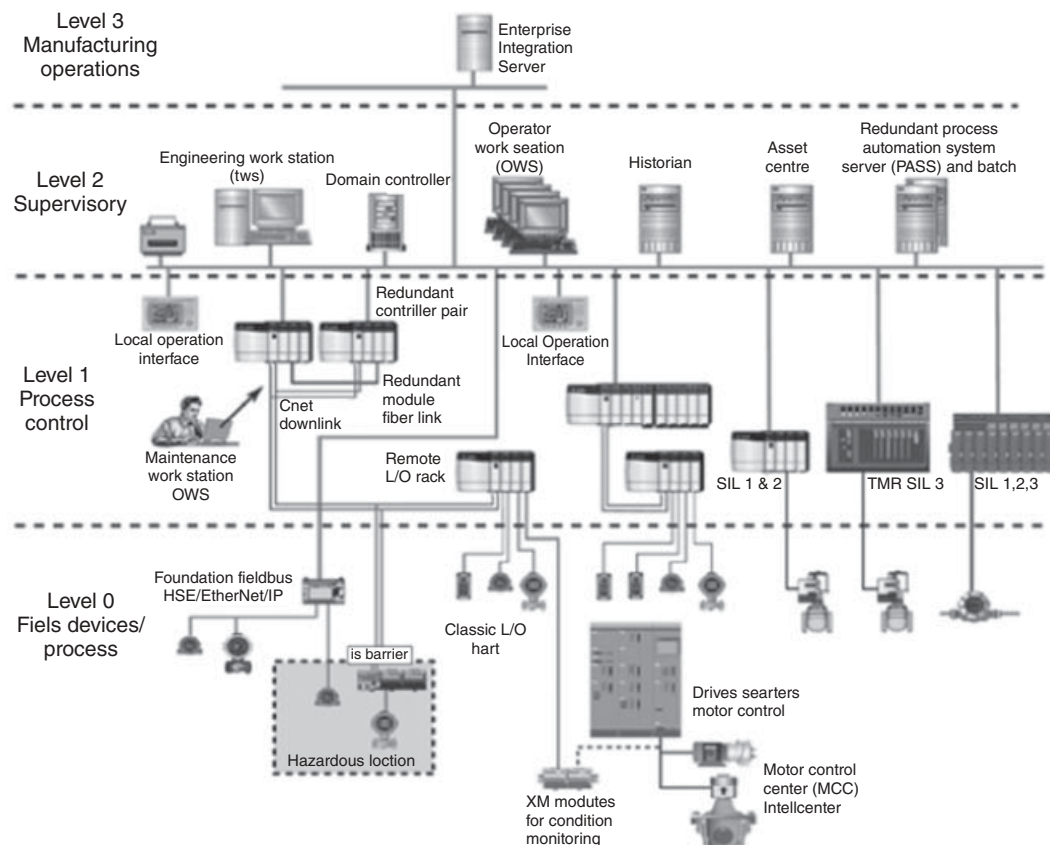 Level 3
Manufacturing
operations
Enterprise
Integration
Server
Level 2
Supervisory
Engineering work station
(tws)
Domain controller
Operator
work seation
(OWS)
Historian
Asset
centre
Redundant process
automation system
server (PASS) and batch
Level 1
Process
control
Local operation
interface
Redundant
contriller pair
Local Operation
Interface
Cnet
downlink
Redundant
module
fiber link
Maintenance
work station
OWS
Remote
L/O rack
SIL 1 & 2
TMR SIL 3
SIL 1,2,3
Level 0
Fiels devices/
process
Foundation fieldbus
HSE/EtherNet/IP
is barrier
Hazardous loction
Classic L/O
hart
Drives searters
motor control
XM modutes
for condition
monitoring
Motor control
center (MCC)
Intellcenter